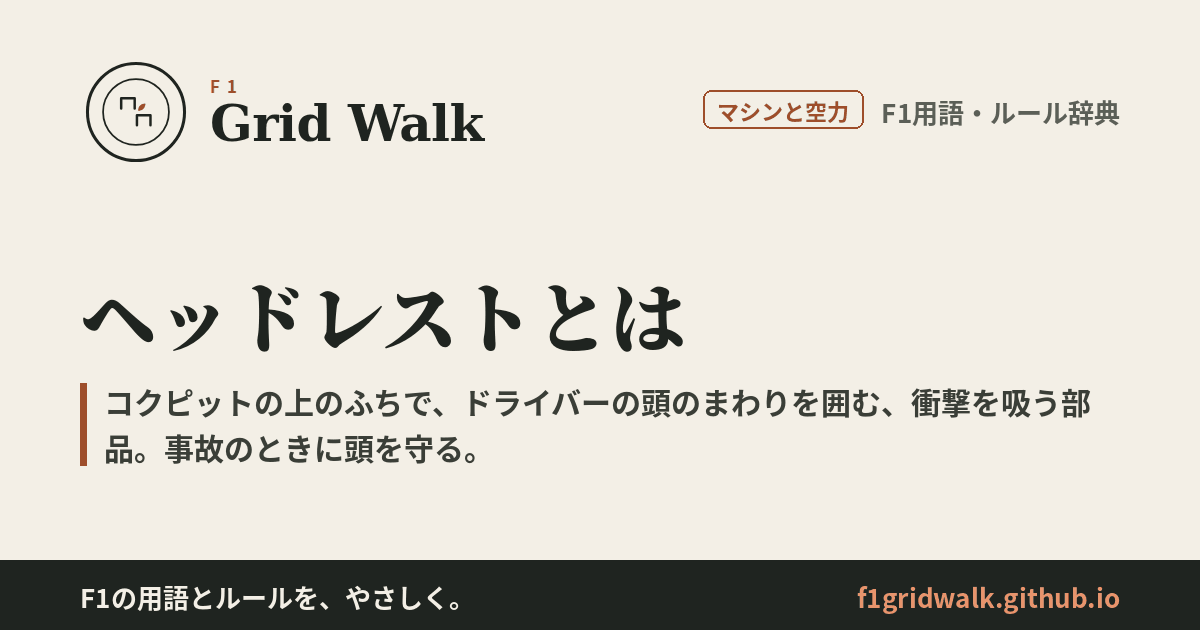 F1
Grid Walk
マシンと空力
F1用語・ルール辞典
ヘッドレストとは
コクピットの上のふちで、ドライバーの頭のまわりを囲む、衝撃を吸う部
品。事故のときに頭を守る。
F1の用語とルールを、やさしく。
f1gridwalk.github.io